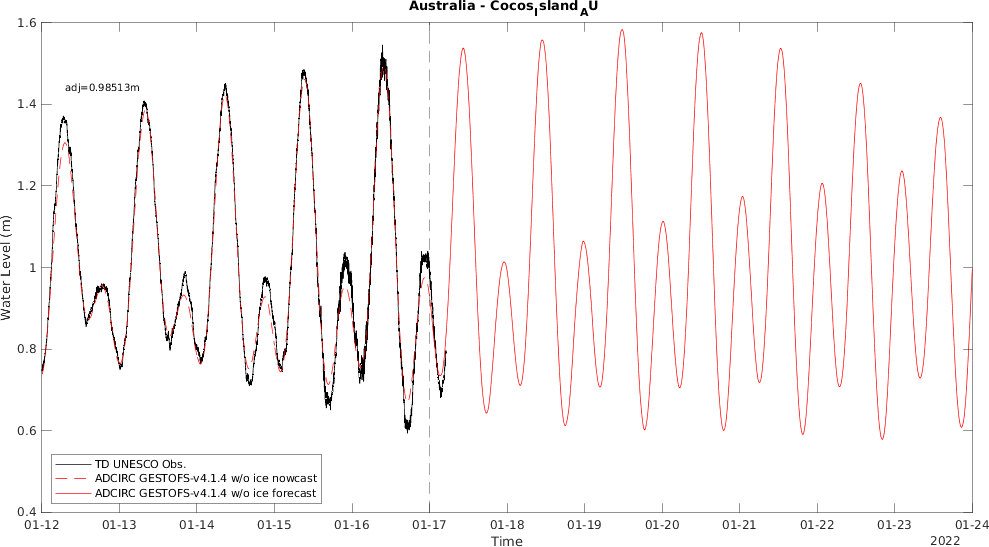 Australia - Cocos_Island_AU
1.6
adj=0.98513m
1.4
1.2
1
Water Level (m)
0.8
0.6
TD UNESCO Obs.
ADCIRC GESTOFS-v4.1.4 w/o ice nowcast
ADCIRC GESTOFS-v4.1.4 w/o ice forecast
0.4
01-12 01-13 01-14 01-15 01-16 01-17 01-18 01-19 01-20 01-21 01-22 01-23 01-24
Time
2022